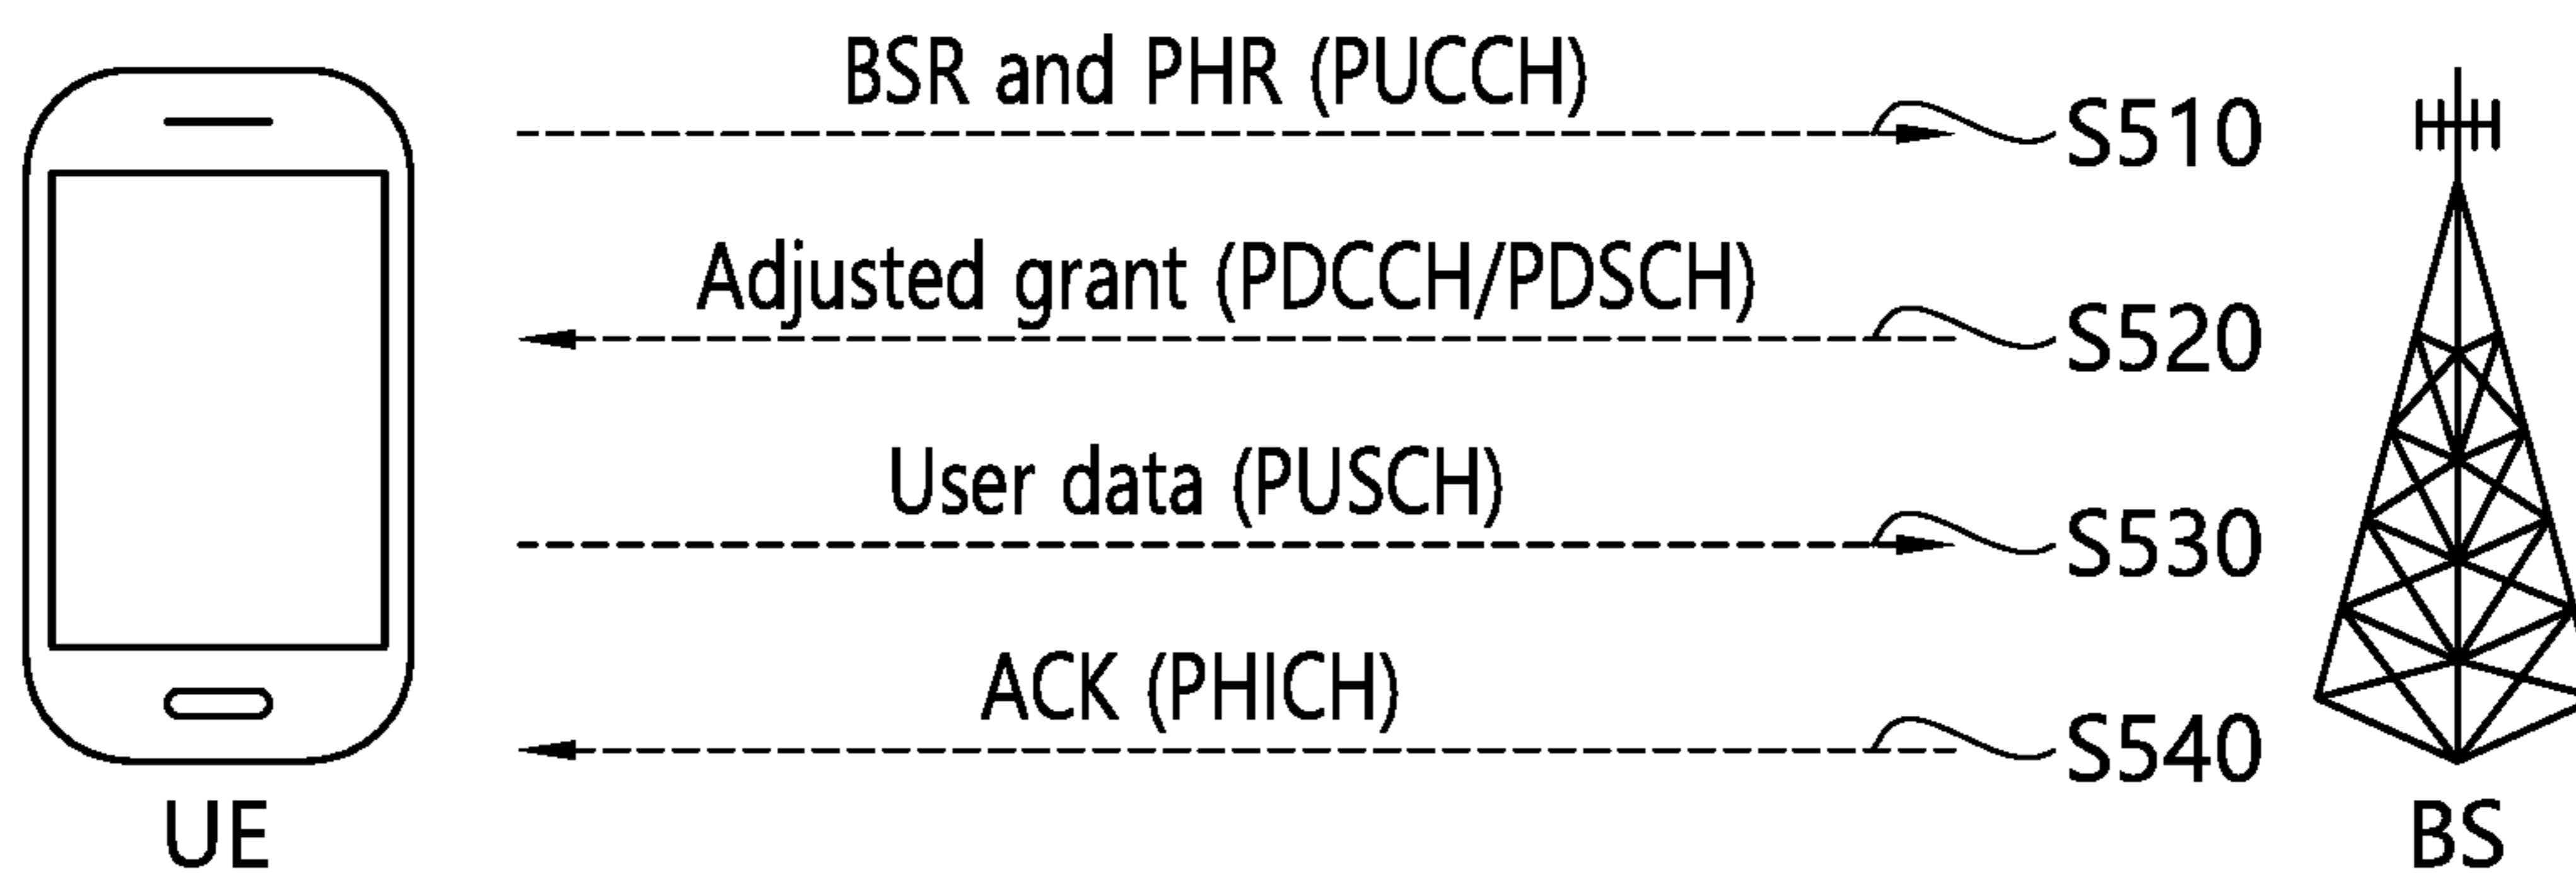 BSR and PHR (PUCCH)
S510
Adjusted grant (PDCCH/PDSCH)
S520
User data (PUSCH)
S530
ACK (PHICH)
S540
UE
BS